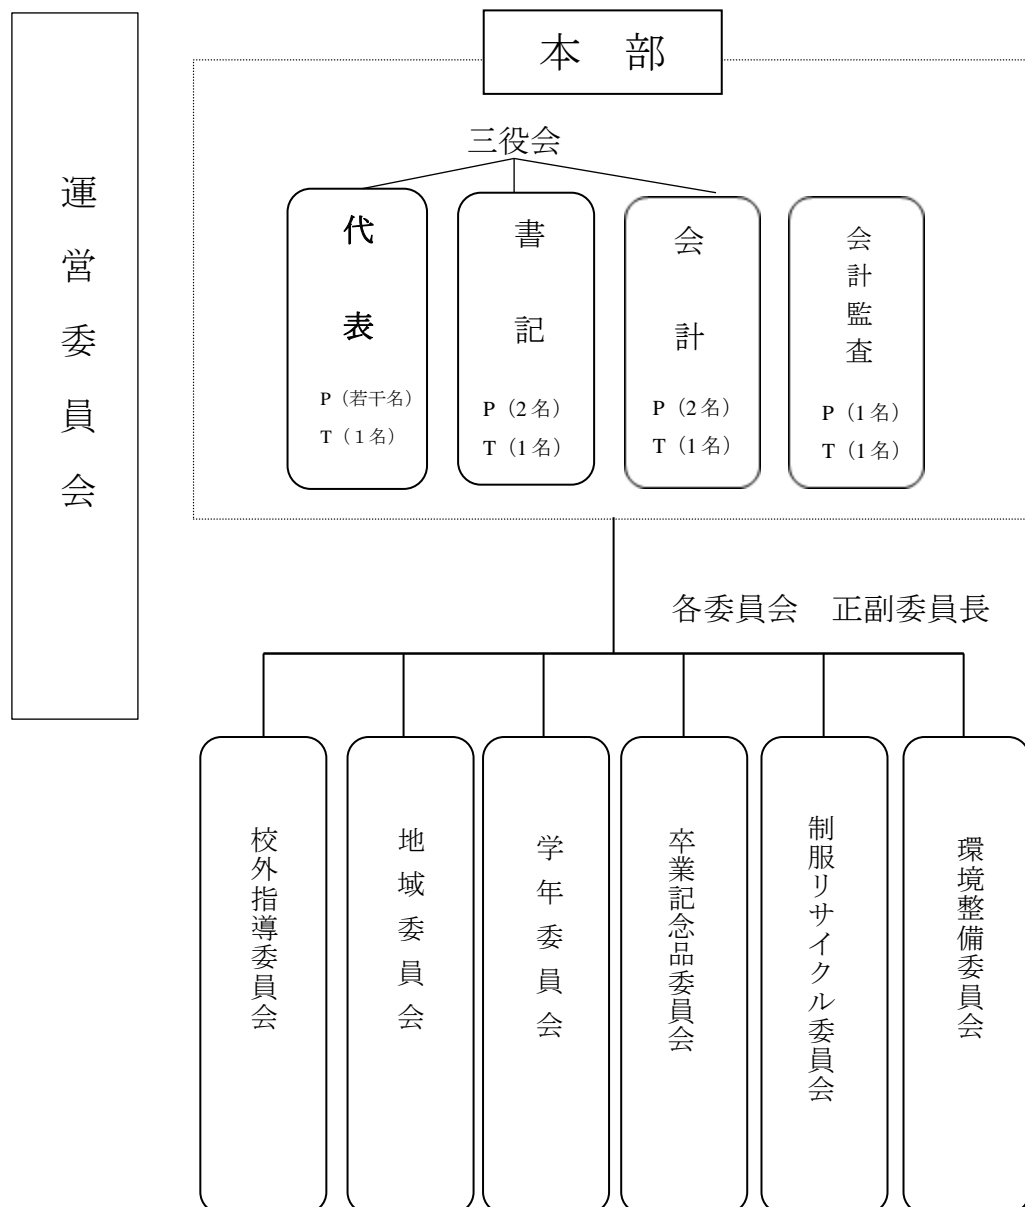 運営委員会
本　部
三役会
代表
P（若干名）
T（１名）
書記
P（2名）
T（1名）
会計
P（2名）
T（1名）
会計監査
P（1名）
T（1名）
各委員会　正副委員長
校外指導委員会
地域委員会
学年委員会
卒業記念品委員会
制服リサイクル委員会
環境整備委員会